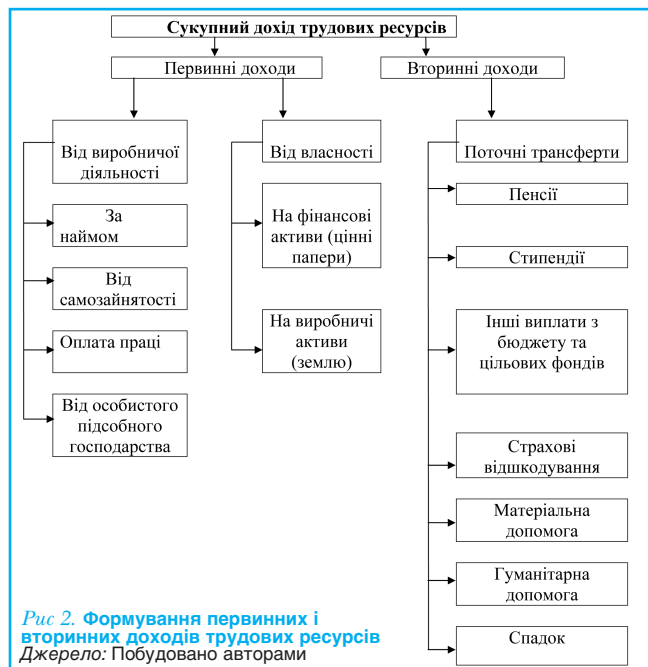 Сукупний дохід трудових ресурсів
Первинні доходи
Вторинні доходи
Від виробничої
діяльності
За
наймом
Від
самозайнятості
Оплата праці
Від особистого
підсобного
господарства
Від власності
На фінансові
активи (цінні
папери)
На виробничі
активи
(землю)
Поточні трансферти
Пенсії
Стипендії
Інші виплати з
бюджету та
цільових фондів
Страхові
відшкодування
Матеріальна
допомога
Гуманітарна
допомога
Спадок
Рис 2. Формування первинних і
вторинних доходів трудових ресурсів
Джерело: Побудовано авторами